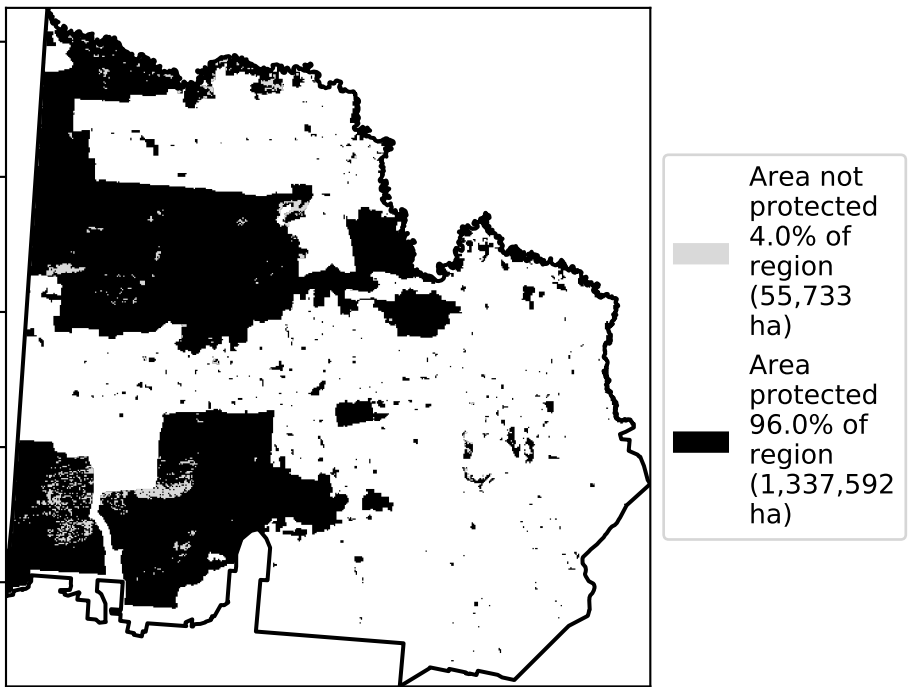 Area not
protected
4.0% of
region
(55,733
ha)
Area
protected
96.0% of
region
(1,337,592
ha)